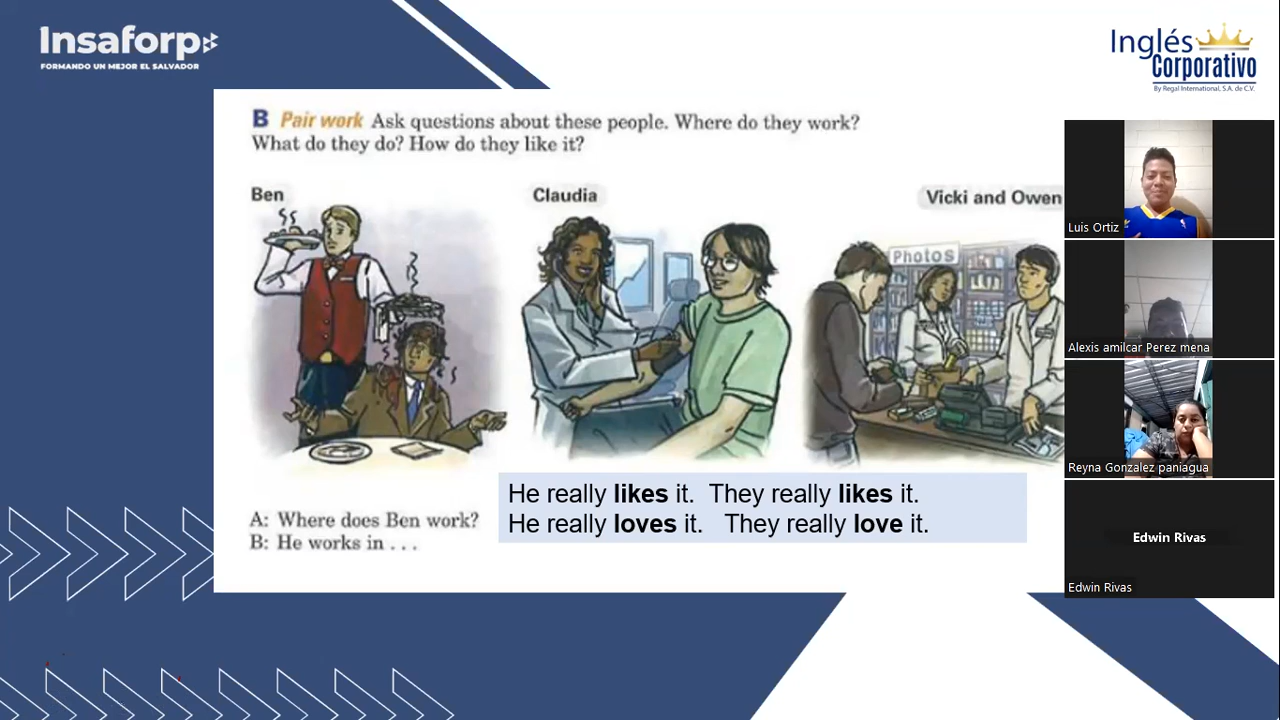 Insaforp
FORMANDO UN MEJOR EL SALVADOR
Inglés
Corporativo
By Regal International, S.A. de C.V.
B Pair work Ask questions about these people. Where do they work?
What do they do? How do they like it?
Ben
Claudia
Vicki and Owen
Photos
He really likes it. They really likes it.
He really loves it. They really love it.
A: Where does Ben work?
B: He works in . . .
Luis Ortiz
Alexis amilcar Perez mena
Reyna Gonzalez paniagua
Edwin Rivas
Edwin Rivas